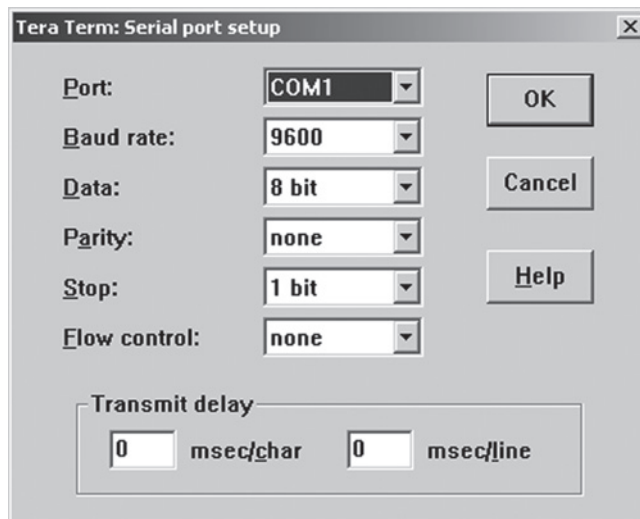 Tera Term: Serial port setup
Port: COM1
OK
Baud rate: 9600
Data: 8 bit
Cancel
Parity: none
Stop: 1 bit
Help
Flow control: none
Transmit delay
0 msec/char 0 msec/line